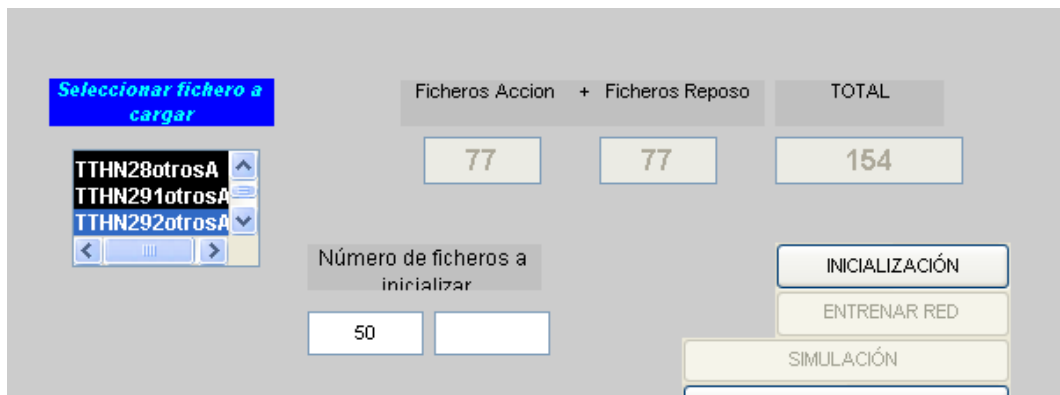 Seleccionar fichero a
cargar
Ficheros Accion + Ficheros Reposo
TOTAL
77
77
154
TTHN28otrosA
TTHN291otrosA
TTHN292otrosA
Número de ficheros a
inicializar
50
INICIALIZACIÓN
ENTRENAR RED
SIMULACIÓN